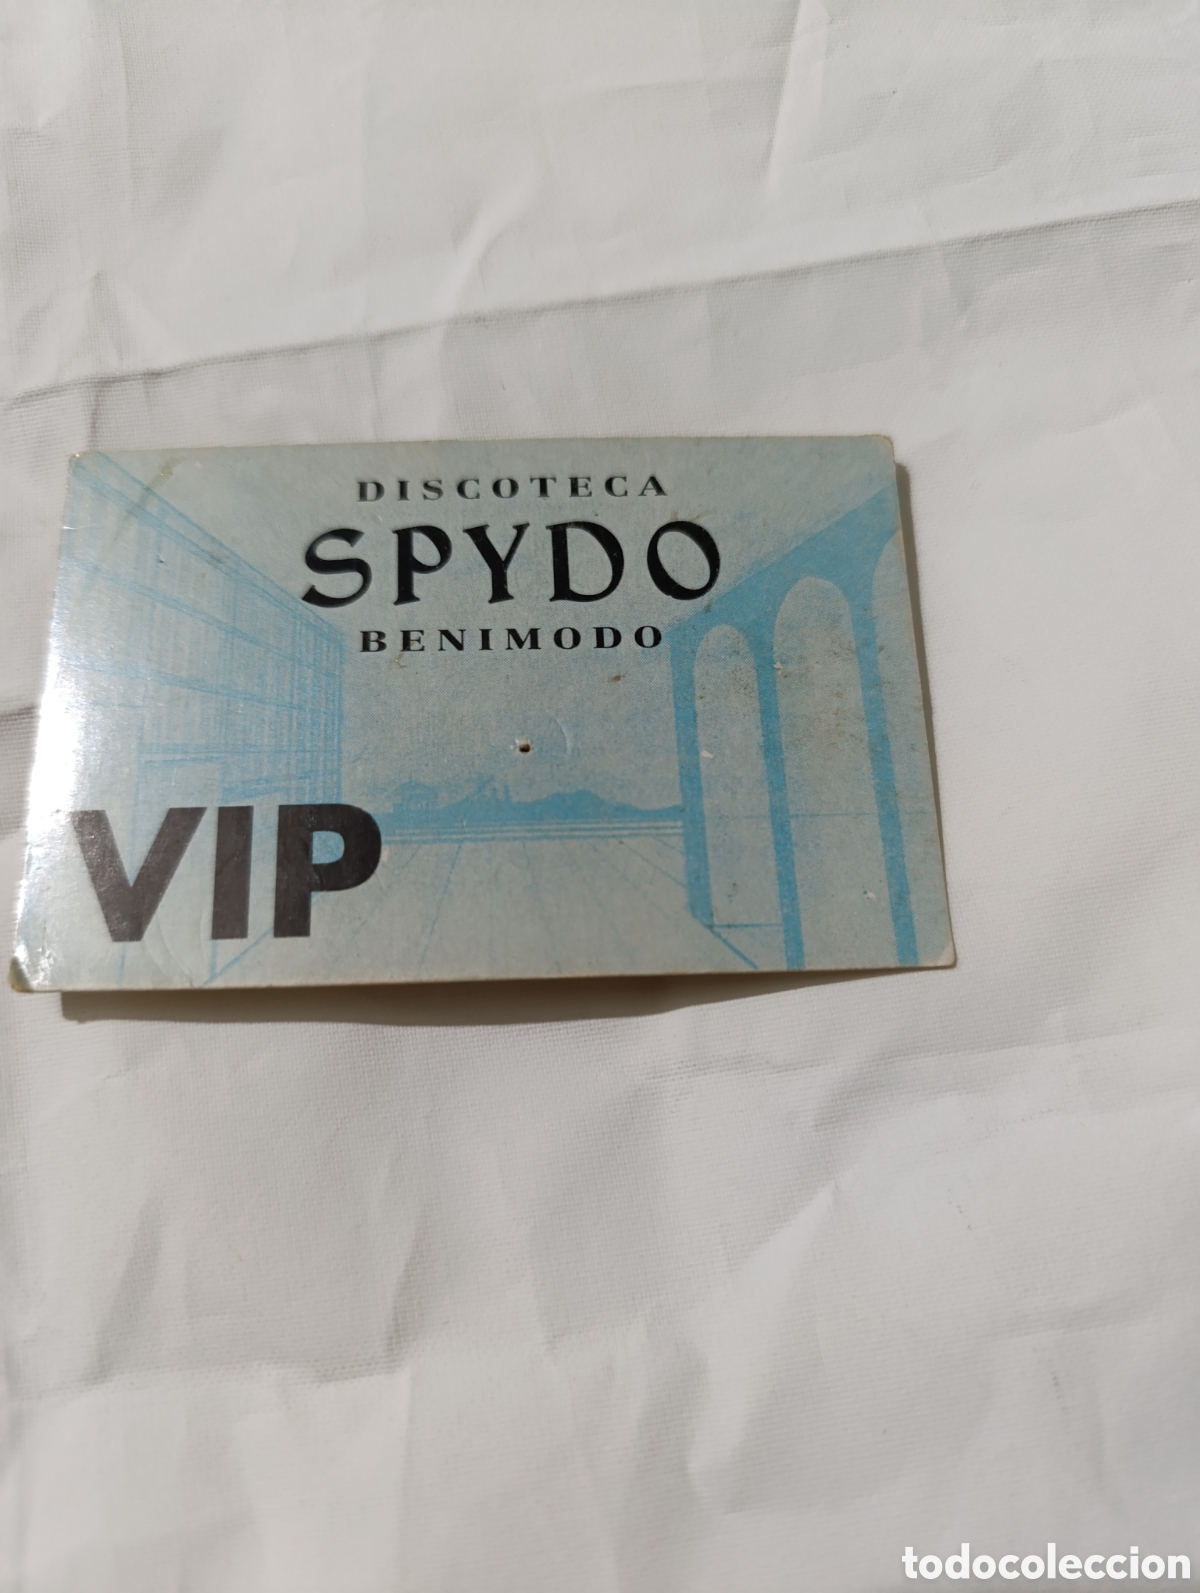 DISCOTECA
SPYDO
BENIMODO
VIP
todocoleccion